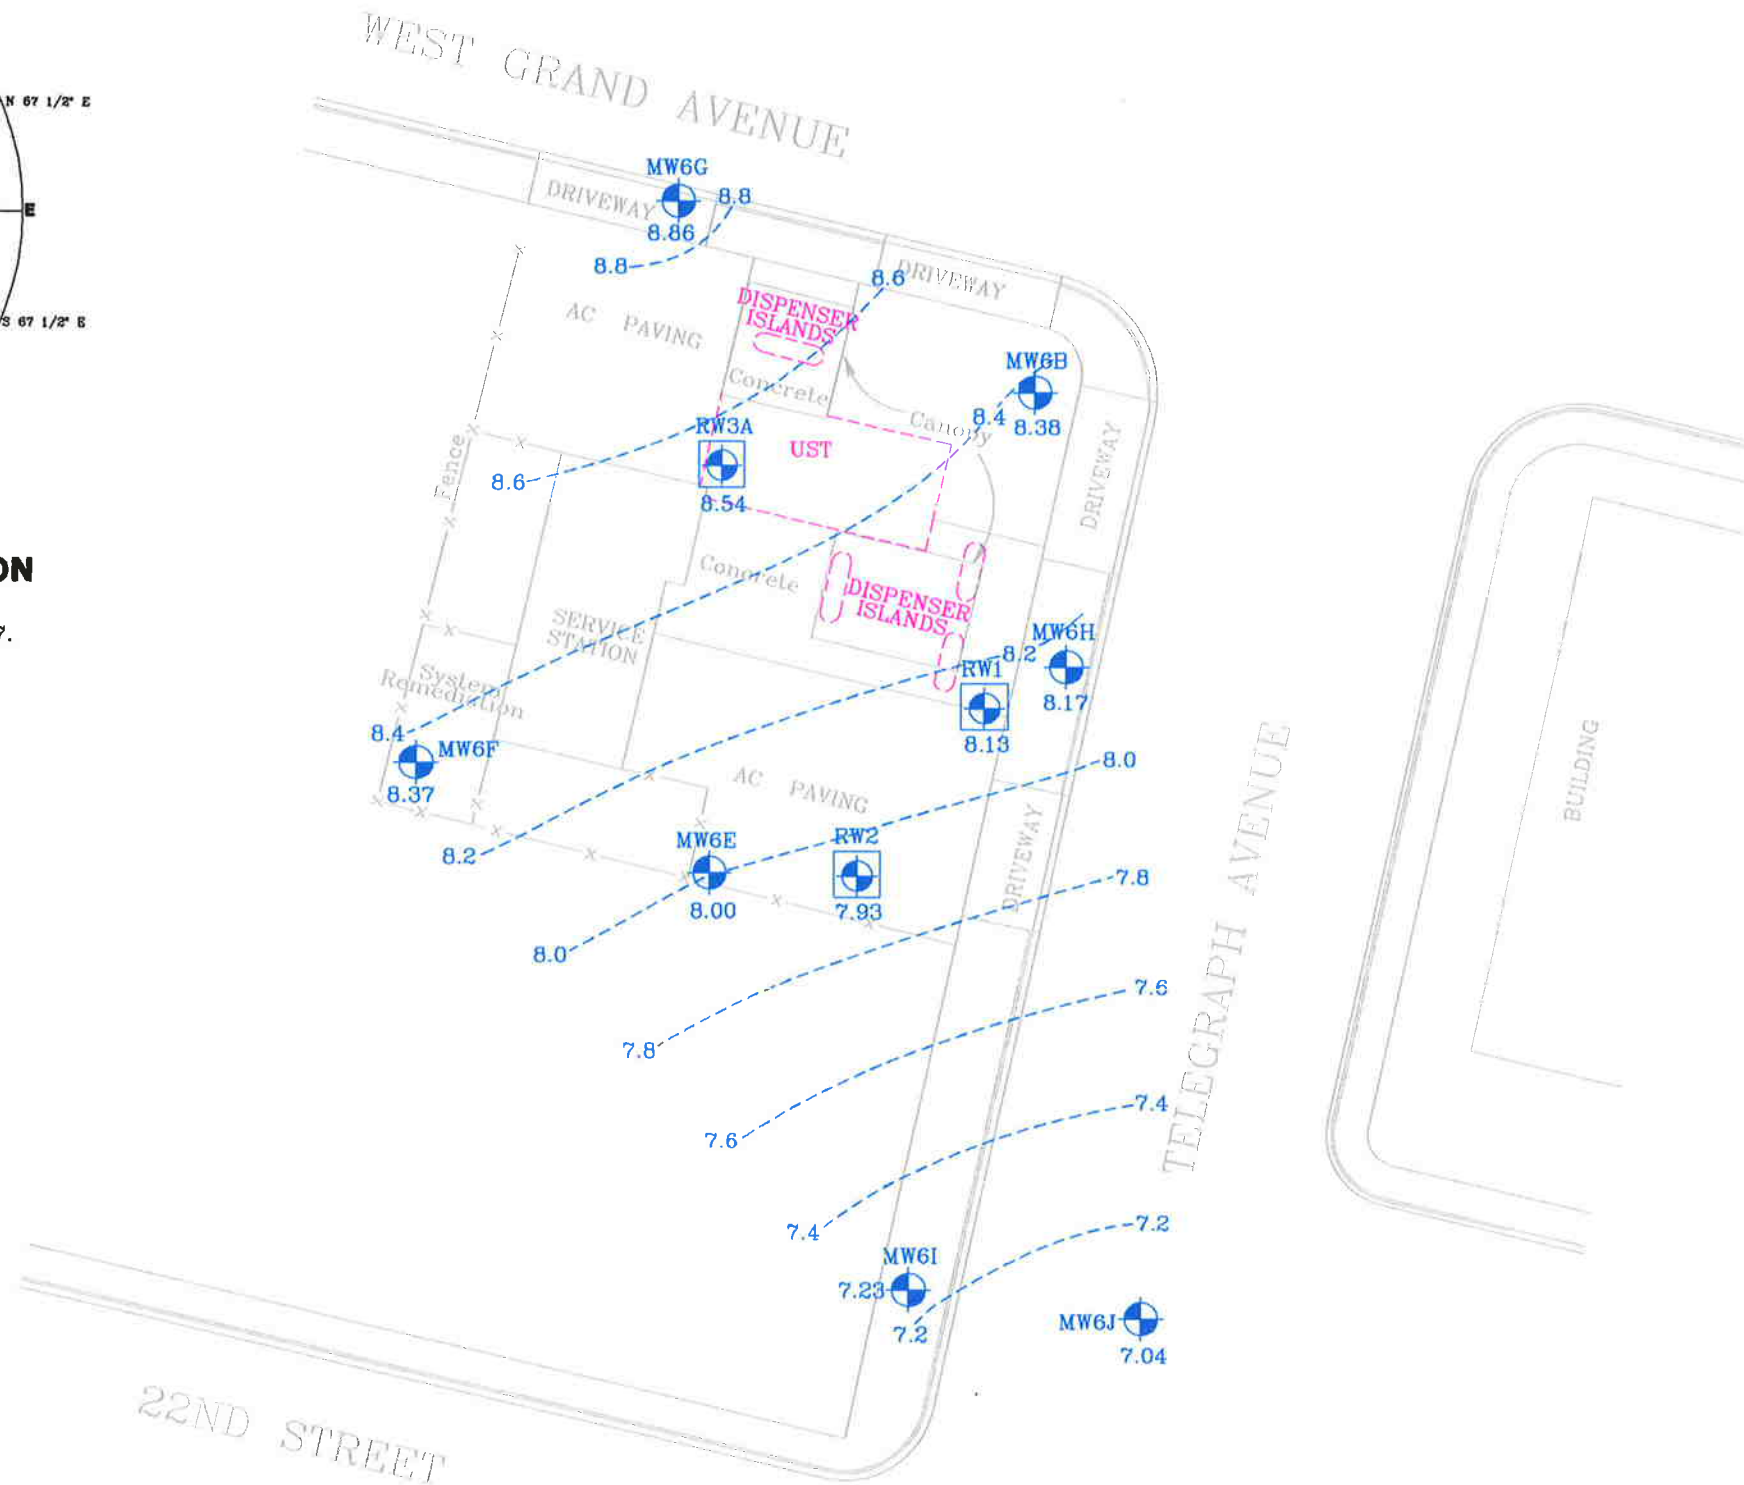 WEST GRAND AVENUE
N 67 1/2° E
E
S 67 1/2° E
MW6G
8.8
DRIVEWAY
8.86
8.8
8.6
DRIVEWAY
DISPENSER
ISLANDS
AC PAVING
MW6B
Concrete
8.4
8.38
Canopy
RW3A
UST
DRIVEWAY
Fence
8.6
8.54
ON
Concrete
DISPENSER
ISLANDS
7.
SERVICE
STATION
MW6H
8.2
RW1
System
Remediation
8.17
8.4
MW6F
8.13
8.0
8.37
AC PAVING
BUILDING
MW6E
RW2
8.2
DRIVEWAY
7.8
8.00
7.93
8.0
TELEGRAPH AVENUE
7.6
7.8
7.4
7.6
7.4
7.2
MW6I
7.23
7.2
MW6J
7.04
22ND STREET